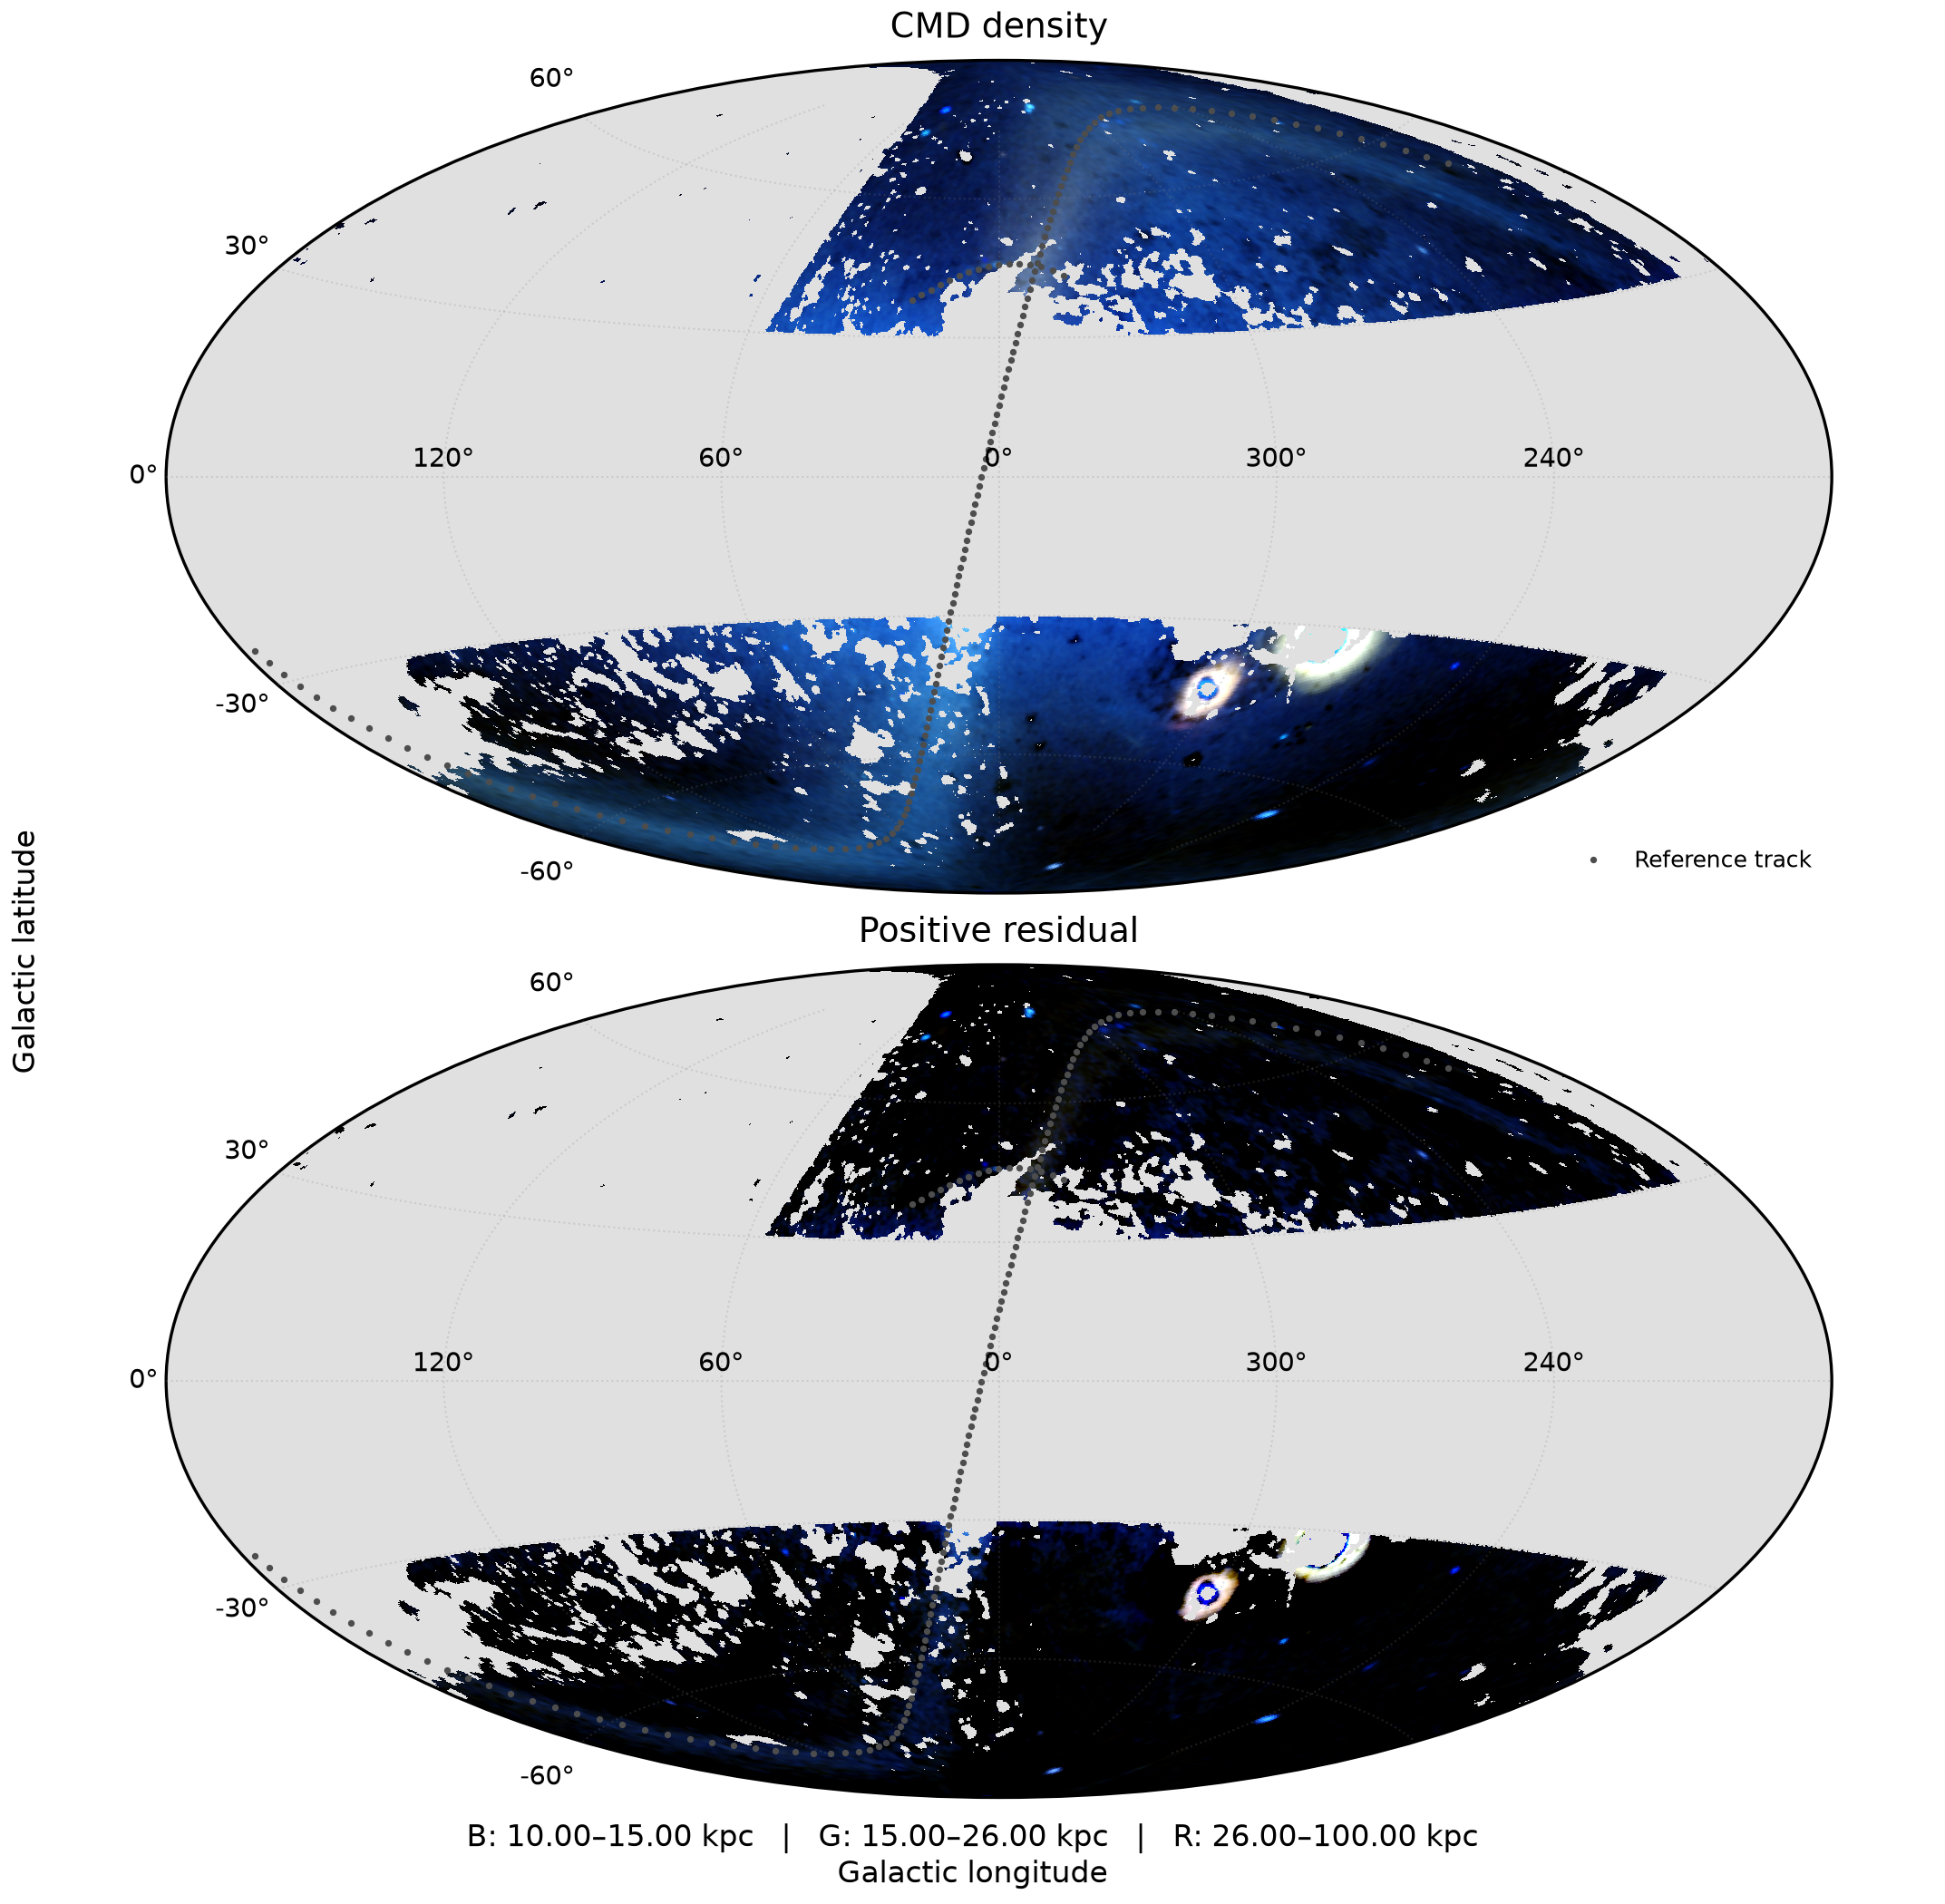 CMD density
60°
30°
0°
120° 60° 0° 300° 240°
-30°
-60°
Reference track
Galactic latitude
Positive residual
60°
30°
0°
120° 60° 0° 300° 240°
-30°
-60°
B: 10.00–15.00 kpc | G: 15.00–26.00 kpc | R: 26.00–100.00 kpc
Galactic longitude